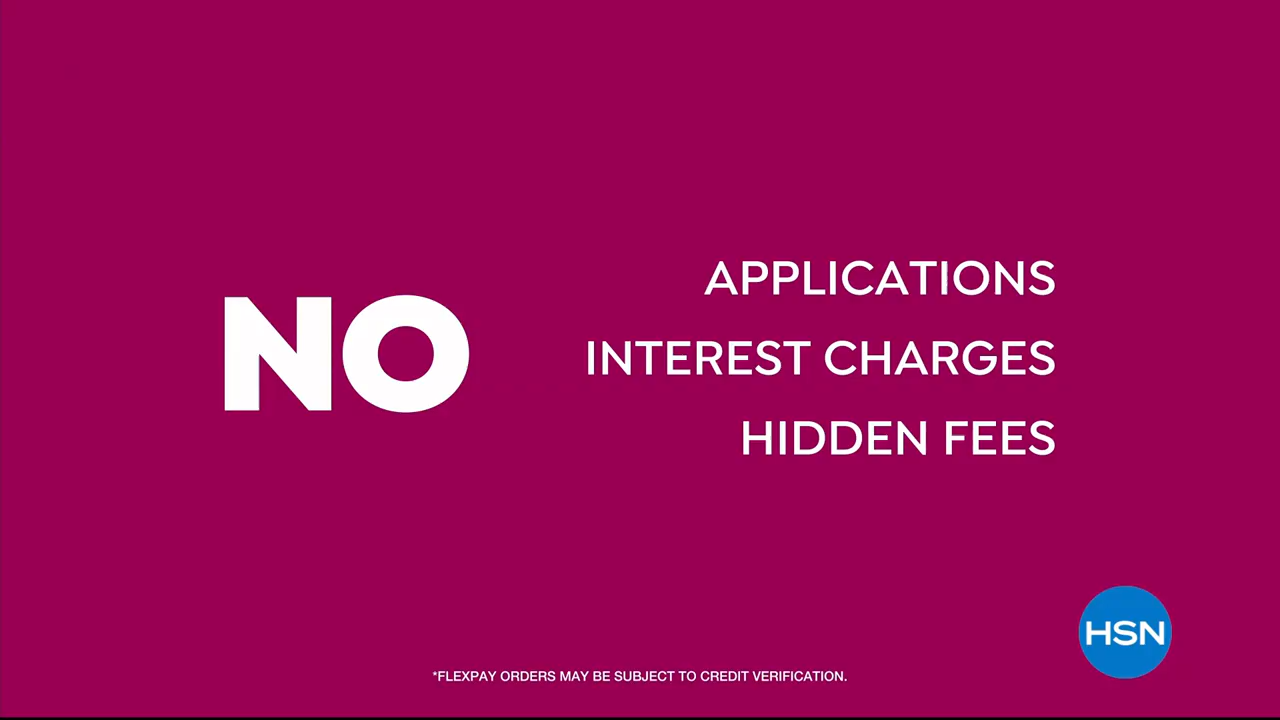 NO
APPLICATIONS
INTEREST CHARGES
HIDDEN FEES
HSN
*FLEXPAY ORDERS MAY BE SUBJECT TO CREDIT VERIFICATION.